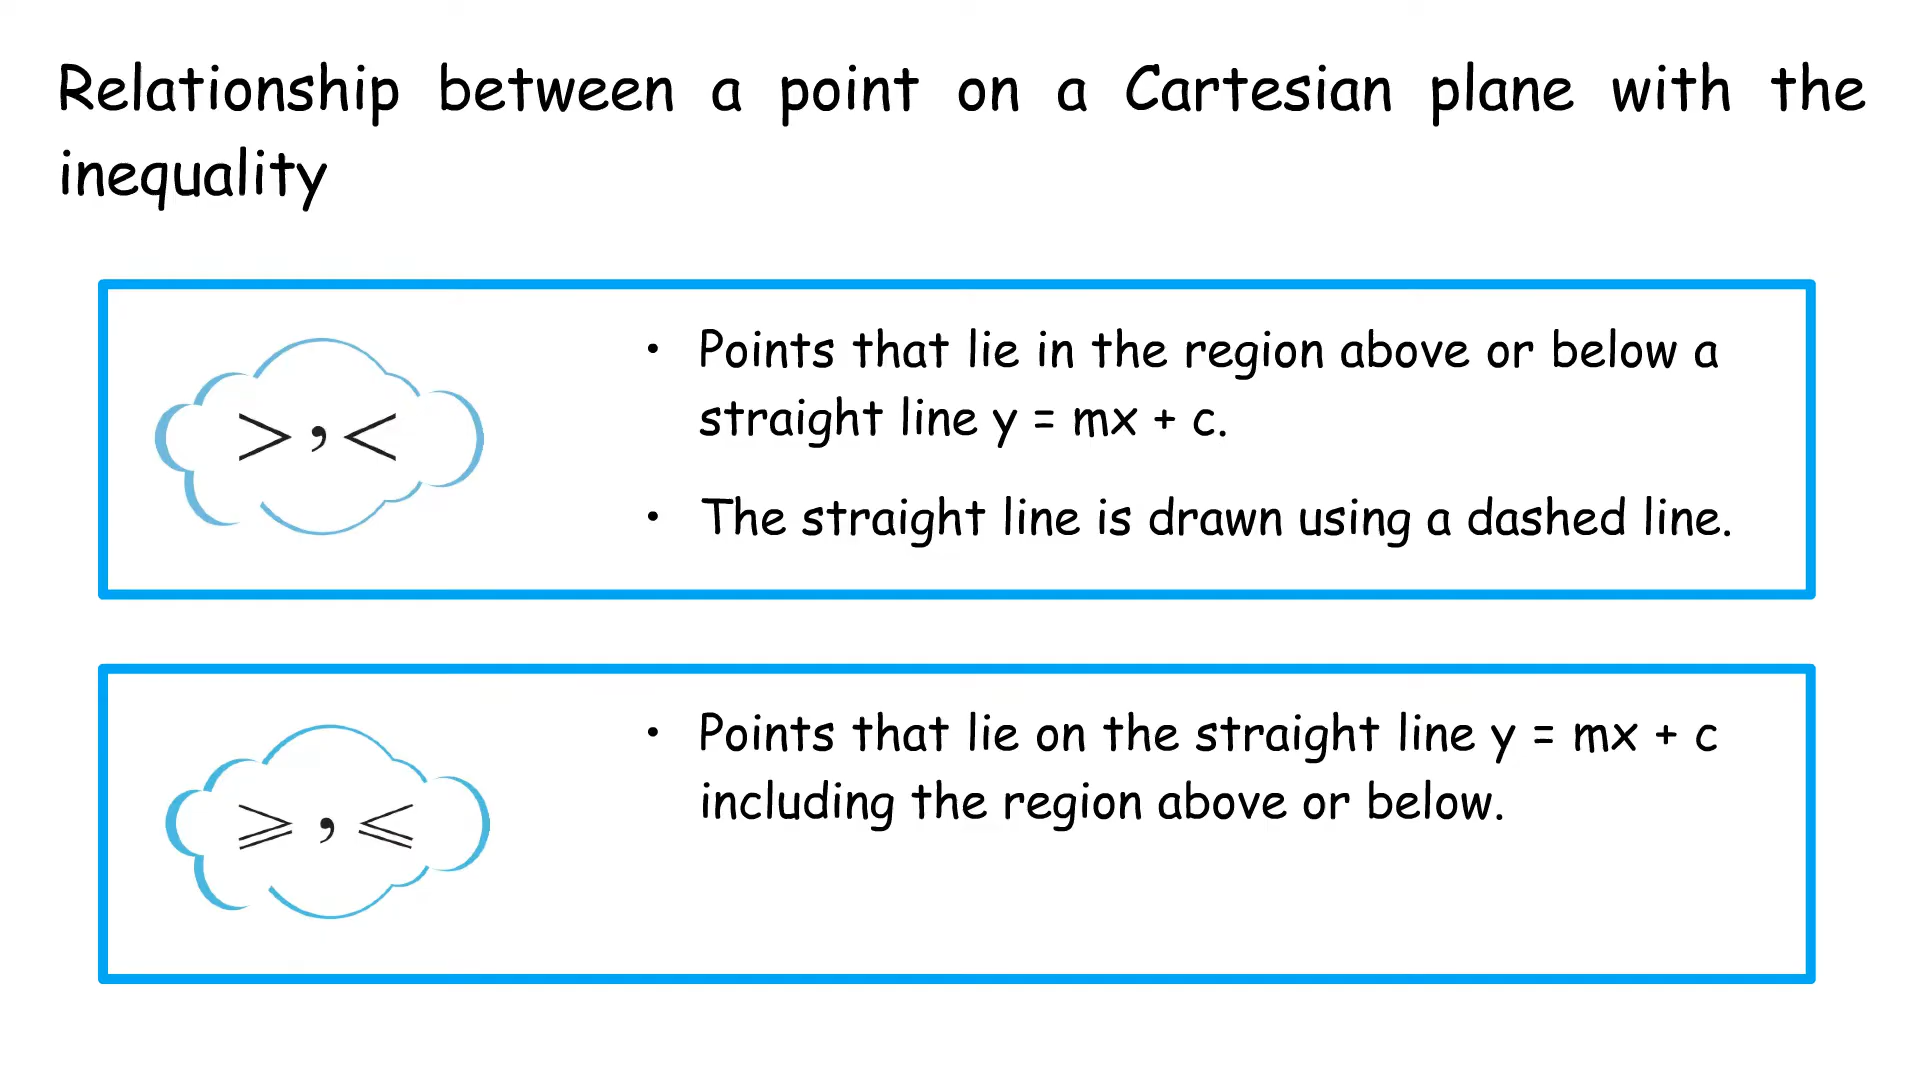 Relationship between a point on a Cartesian plane with the
inequality
> , <
• Points that lie in the region above or below a
straight line y = mx + c.
• The straight line is drawn using a dashed line.
⩾ , ⩽
• Points that lie on the straight line y = mx + c
including the region above or below.